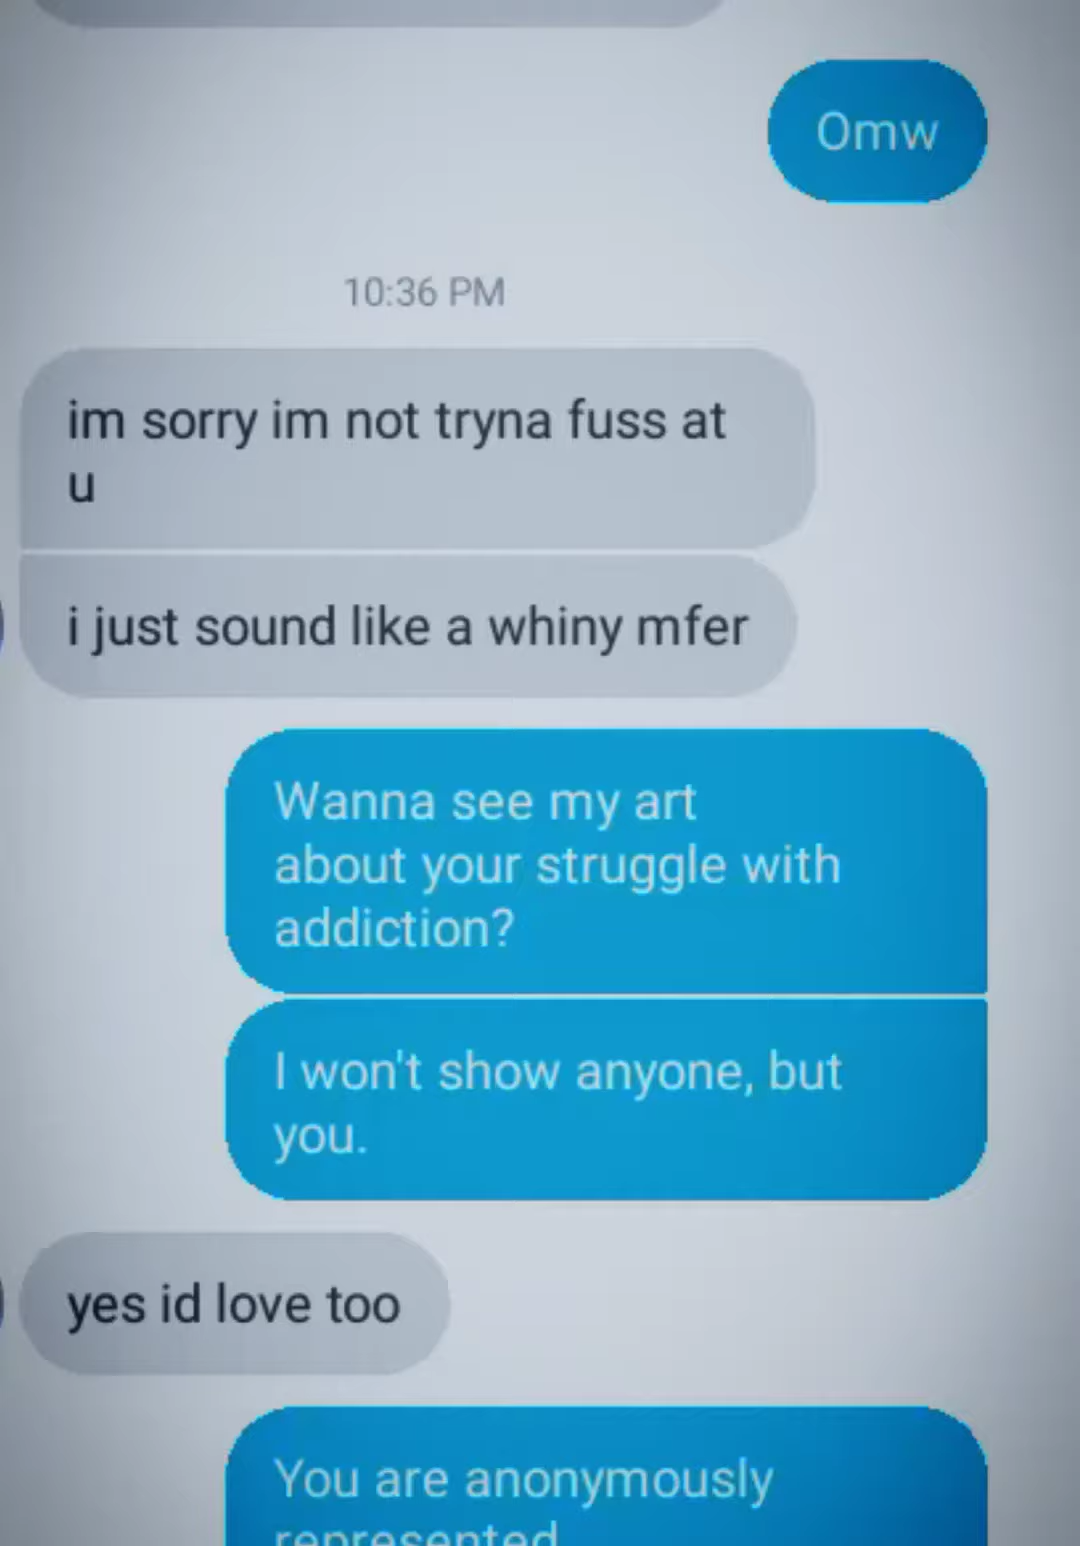 Omw
10:36 PM
im sorry im not tryna fuss at
u
i just sound like a whiny mfer
Wanna see my art
about your struggle with
addiction?
I won't show anyone, but
you.
yes id love too
You are anonymously
represented